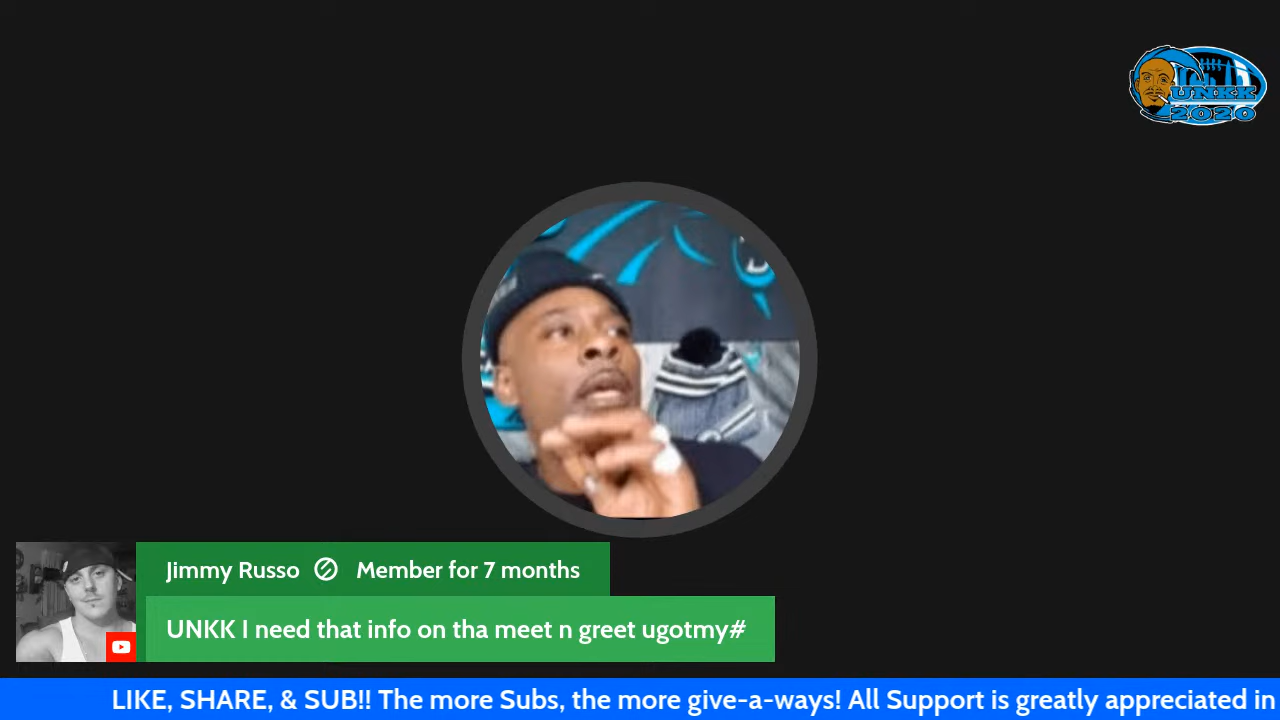 UNKK
2020
Jimmy Russo Member for 7 months
UNKK I need that info on tha meet n greet ugotmy#
LIKE, SHARE, & SUB!! The more Subs, the more give-a-ways! All Support is greatly appreciated in